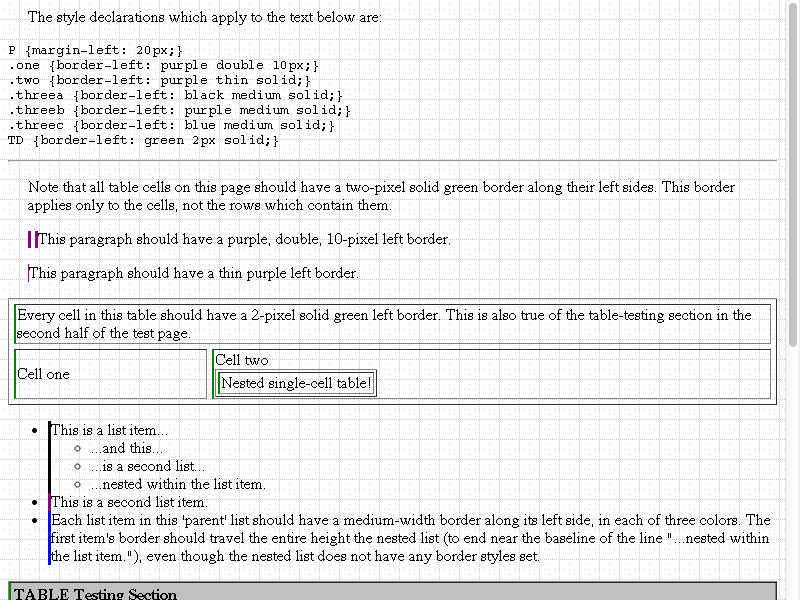 The style declarations which apply to the text below are:
P {margin-left: 20px;}
.one {border-left: purple double 10px;}
.two {border-left: purple thin solid;}
.threea {border-left: black medium solid;}
.threeb {border-left: purple medium solid;}
.threec {border-left: blue medium solid;}
TD {border-left: green 2px solid;}
Note that all table cells on this page should have a two-pixel solid green border along their left sides. This border
applies only to the cells, not the rows which contain them.
This paragraph should have a purple, double, 10-pixel left border.
This paragraph should have a thin purple left border.
Every cell in this table should have a 2-pixel solid green left border. This is also true of the table-testing section in the
second half of the test page.
Cell one
Cell two
Nested single-cell table!
This is a list item...
...and this...
...is a second list...
...nested within the list item.
This is a second list item.
Each list item in this 'parent' list should have a medium-width border along its left side, in each of three colors. The
first item's border should travel the entire height the nested list (to end near the baseline of the line "...nested within
the list item."), even though the nested list does not have any border styles set.
TABLE Testing Section